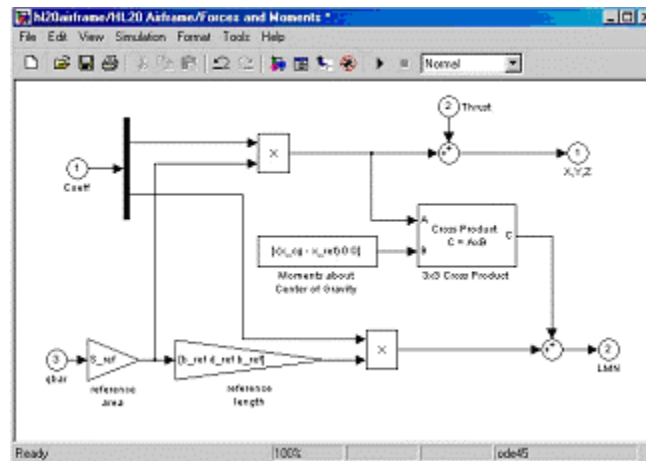 hl20airframe/HL20 Airframe/Forces and Moments *
File Edit View Simulation Format Tools Help
Normal
2
Thrust
1
Coeff
X
1
X,Y,Z
A
B
Cross Product
C = AxB
C
3x3 Cross Product
Moments about
Center of Gravity
3
qbar
S_ref
reference
area
[b_ref d_ref b_ref]
reference
length
X
2
LMN
Ready
100%
ode45